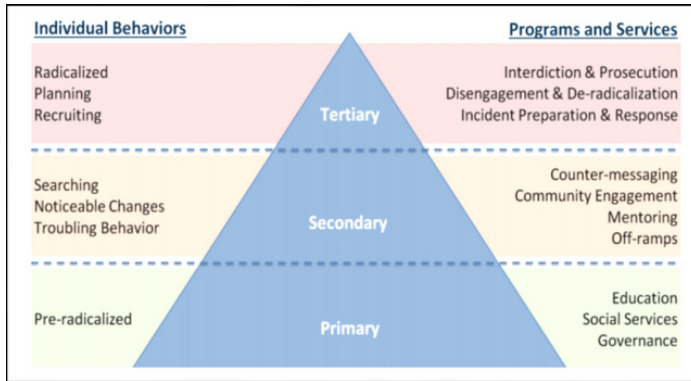 Individual Behaviors
Programs and Services
Radicalized
Planning
Recruiting
Tertiary
Interdiction & Prosecution
Disengagement & De-radicalization
Incident Preparation & Response
Searching
Noticeable Changes
Troubling Behavior
Secondary
Counter-messaging
Community Engagement
Mentoring
Off-ramps
Pre-radicalized
Primary
Education
Social Services
Governance